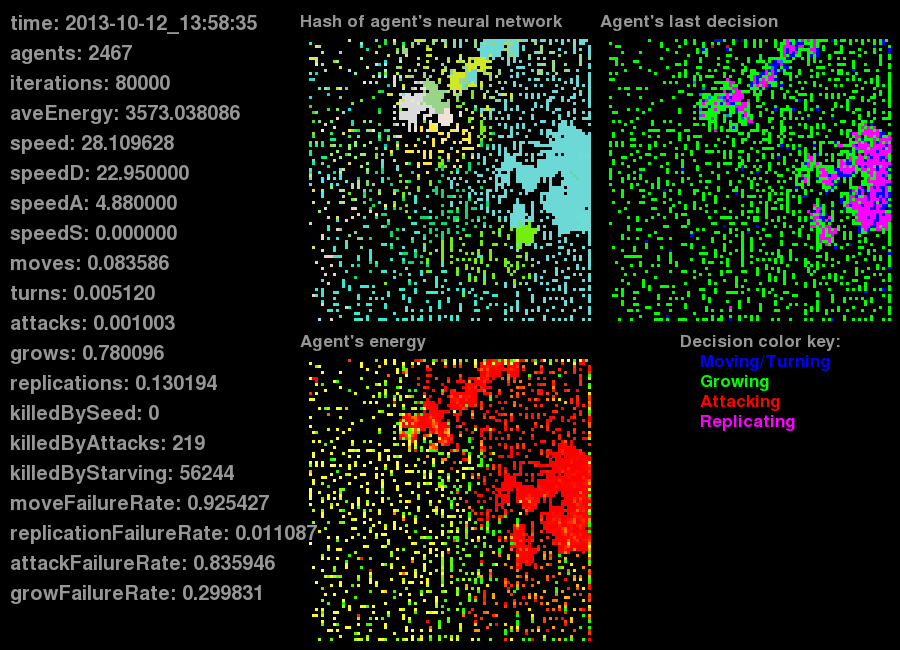 time: 2013-10-12_13:58:35
agents: 2467
iterations: 80000
aveEnergy: 3573.038086
speed: 28.109628
speedD: 22.950000
speedA: 4.880000
speedS: 0.000000
moves: 0.083586
turns: 0.005120
attacks: 0.001003
grows: 0.780096
replications: 0.130194
killedBySeed: 0
killedByAttacks: 219
killedByStarving: 56244
moveFailureRate: 0.925427
replicationFailureRate: 0.011087
attackFailureRate: 0.835946
growFailureRate: 0.299831
Hash of agent's neural network
Agent's last decision
Agent's energy
Decision color key:
Moving/Turning
Growing
Attacking
Replicating